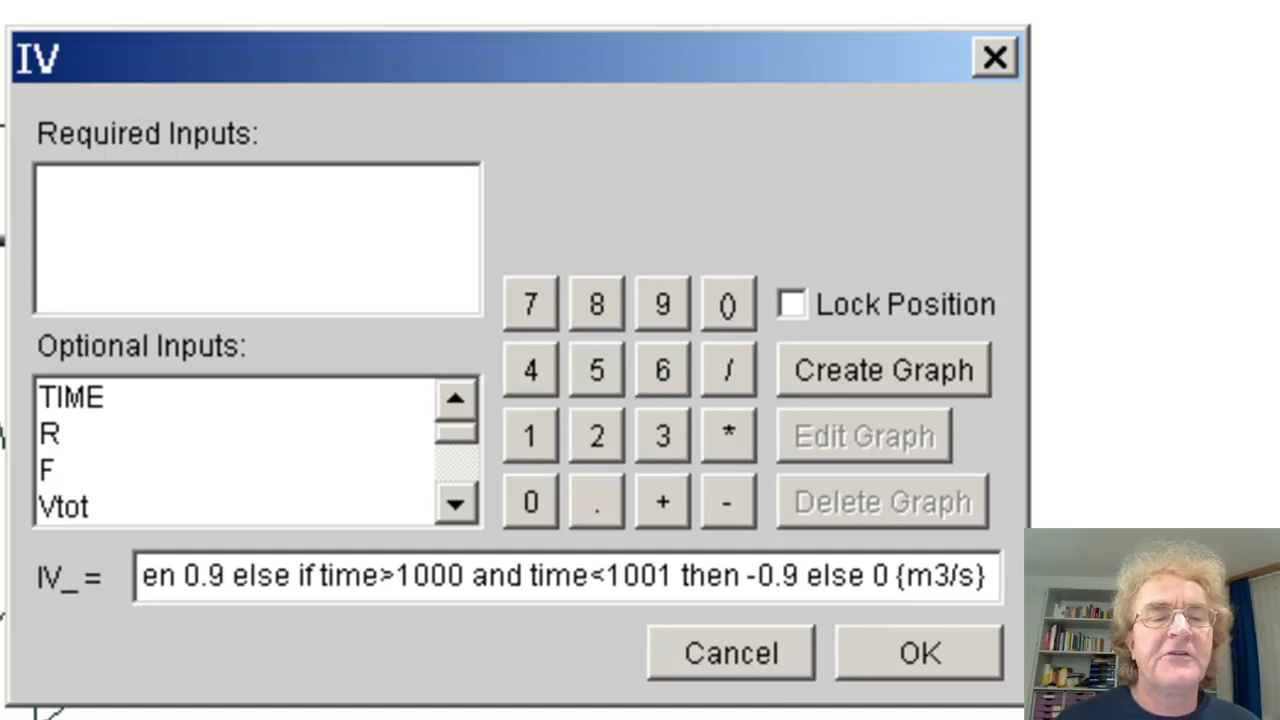 IV
Required Inputs:
7 8 9 () Lock Position
Optional Inputs:
TIME
R
F
Vtot
4 5 6 / Create Graph
1 2 3 * Edit Graph
0 . + - Delete Graph
IV_ = en 0.9 else if time>1000 and time<1001 then -0.9 else 0 {m3/s}
Cancel OK